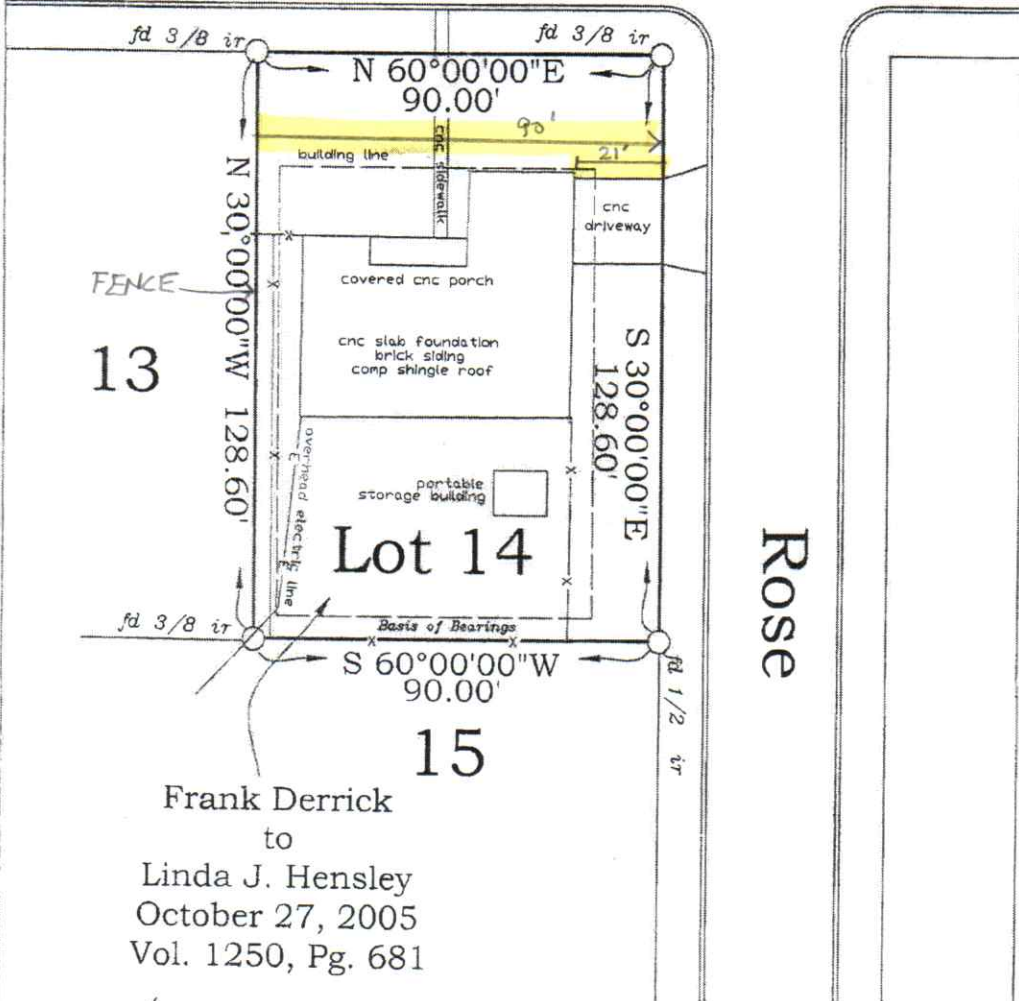 fd 3/8 ir
fd 3/8 ir
N 60°00'00"E
90.00'
90'
building line
21'
cnc sidewalk
cnc
driveway
N 30°00'00"W 128.60'
FENCE
covered cnc porch
13
cnc slab foundation
brick siding
comp shingle roof
S 30°00'00"E
128.60'
overhead electric line
E
E
portable
storage building
Lot 14
Rose
fd 3/8 ir
Basis of Bearings
S 60°00'00"W
90.00'
fd 1/2 ir
15
Frank Derrick
to
Linda J. Hensley
October 27, 2005
Vol. 1250, Pg. 681